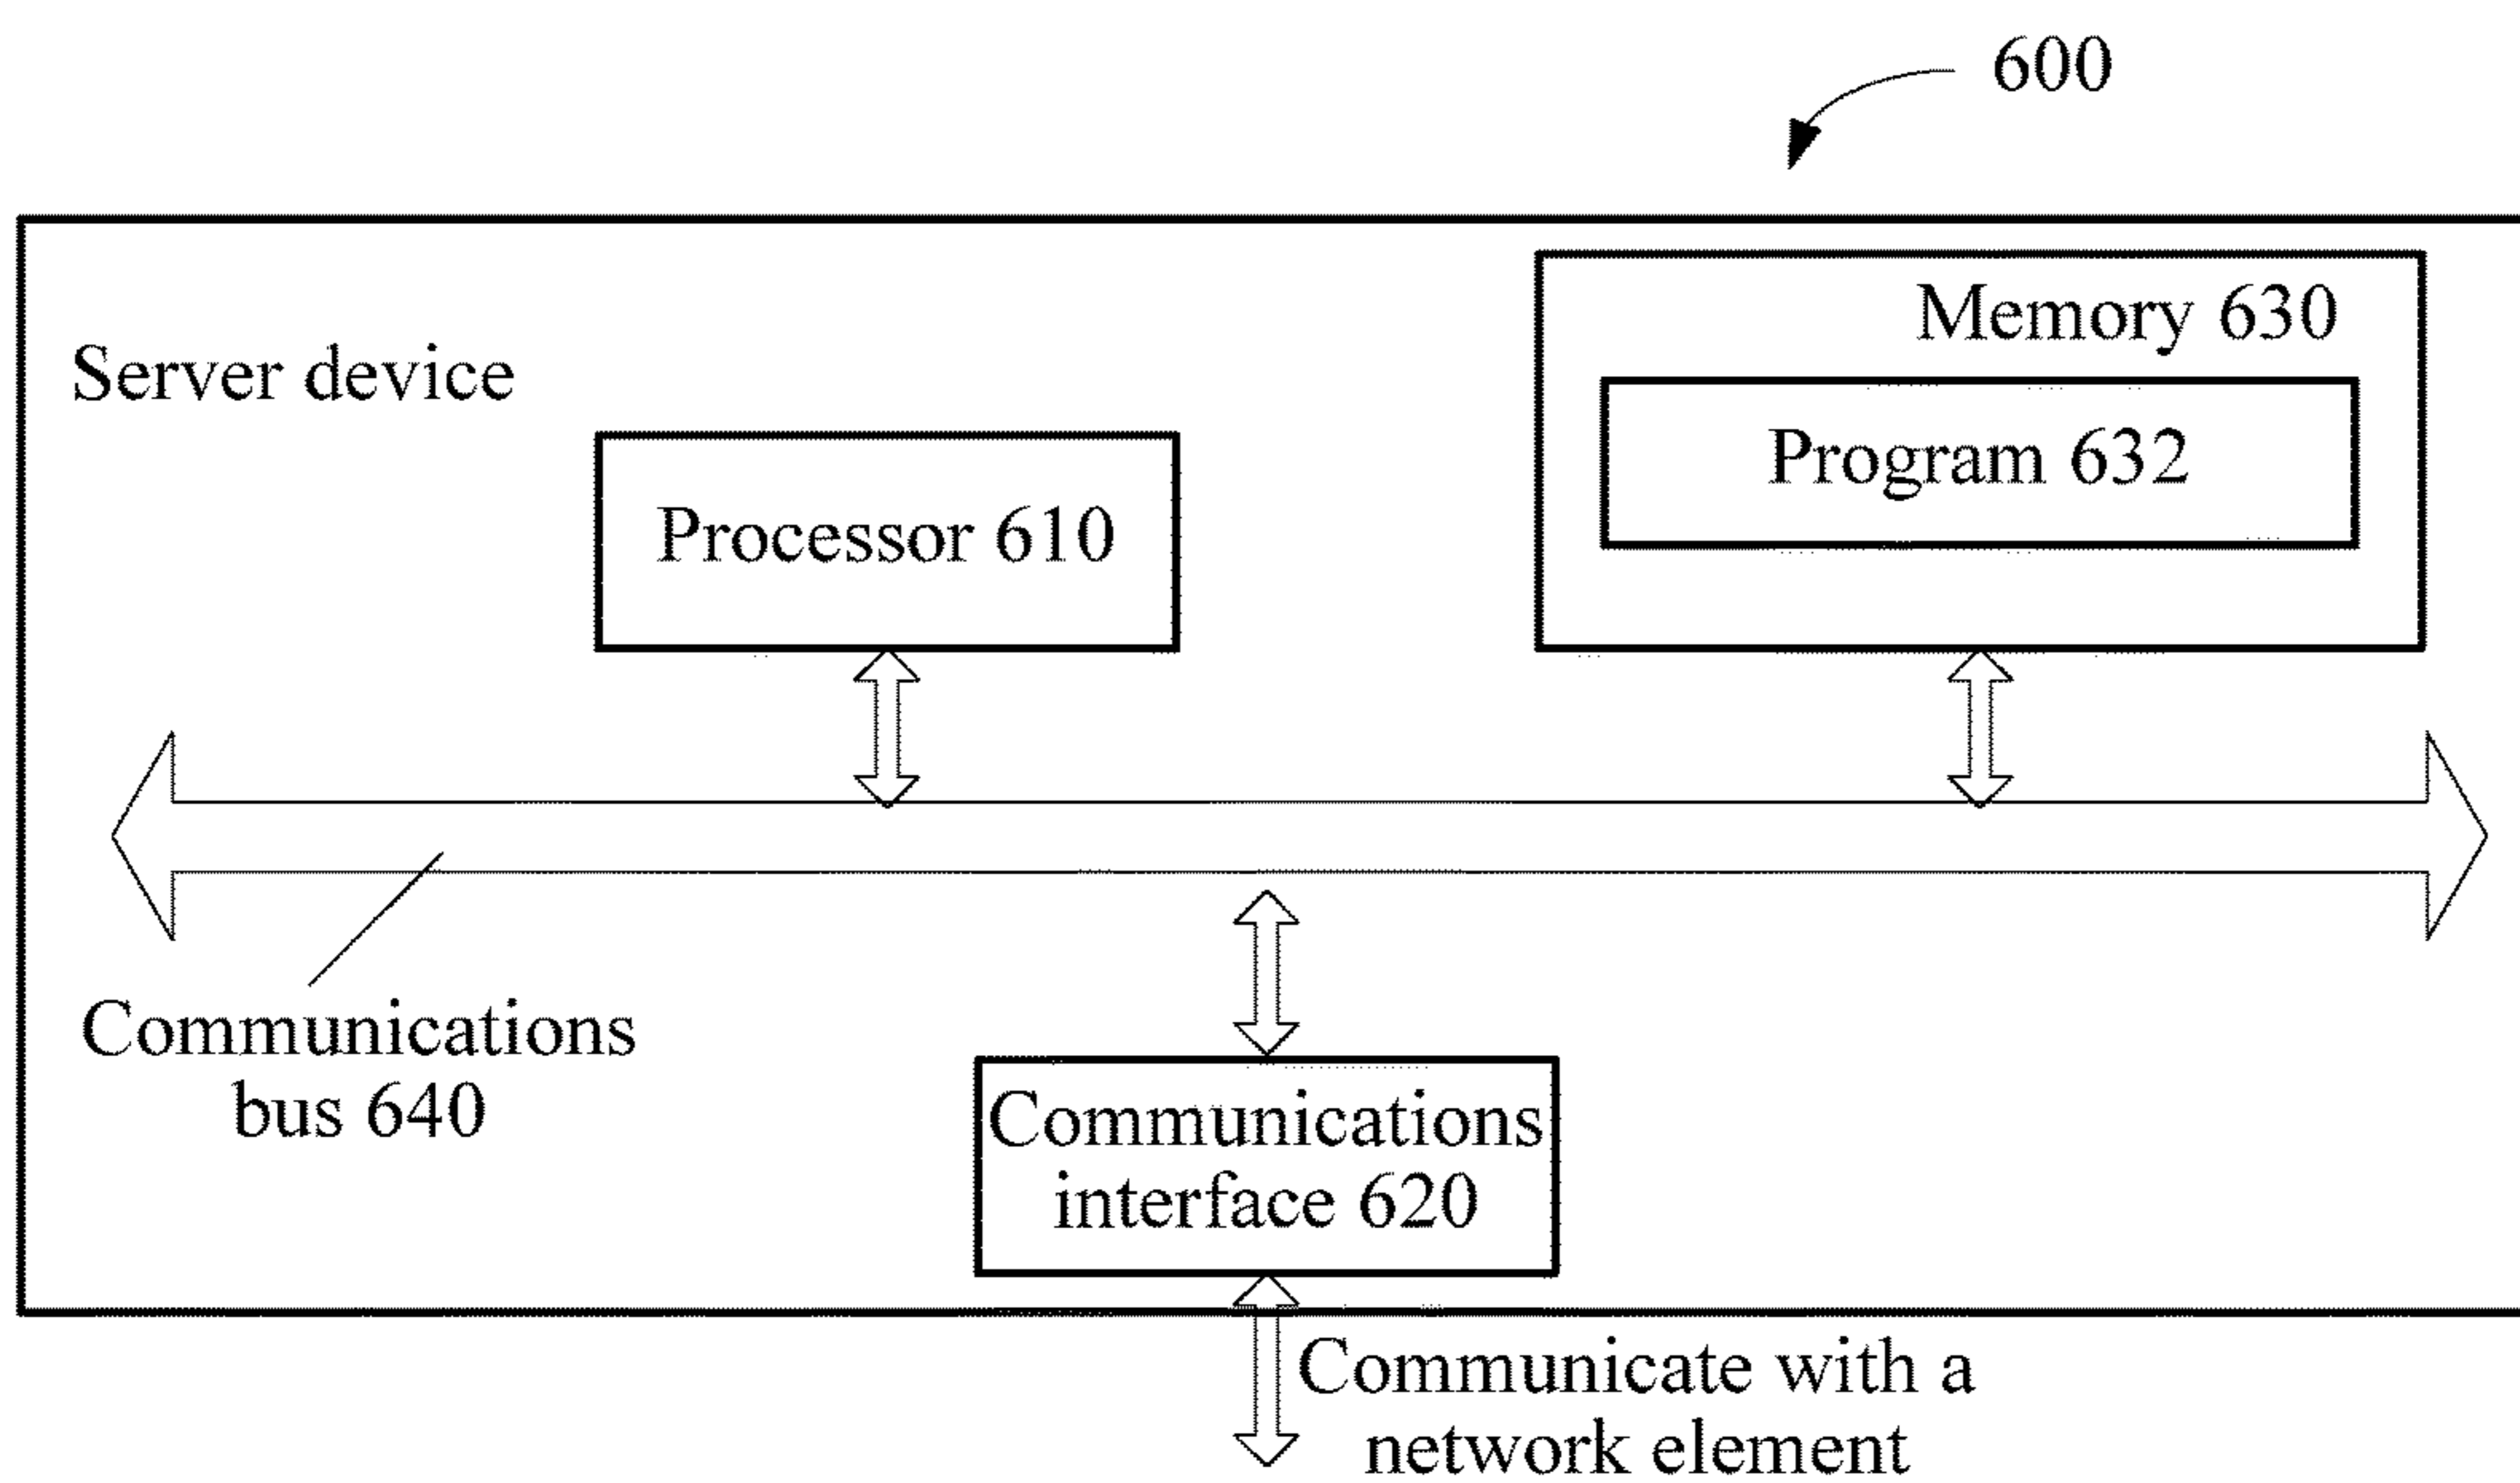 600
Server device
Memory 630
Program 632
Processor 610
Communications
bus 640
Communications
interface 620
Communicate with a
network element